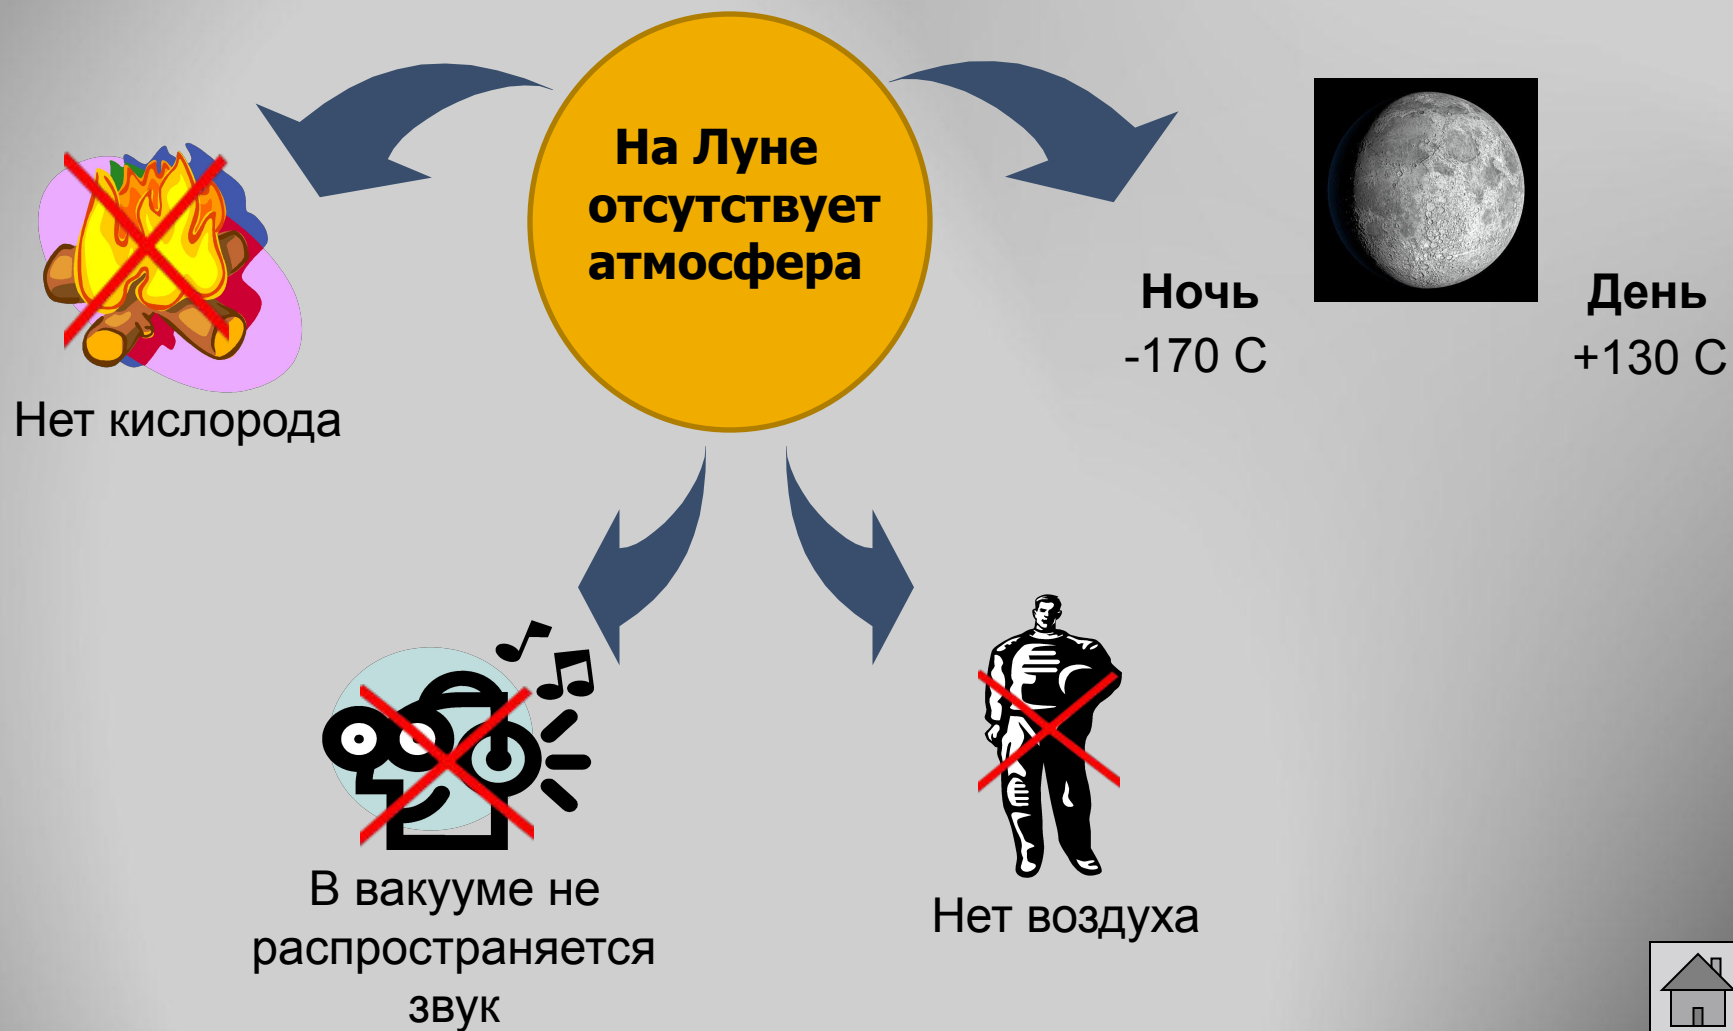 На Луне
отсутствует
атмосфера
Нет кислорода
Ночь
-170 С
День
+130 С
В вакууме не
распространяется
звук
Нет воздуха